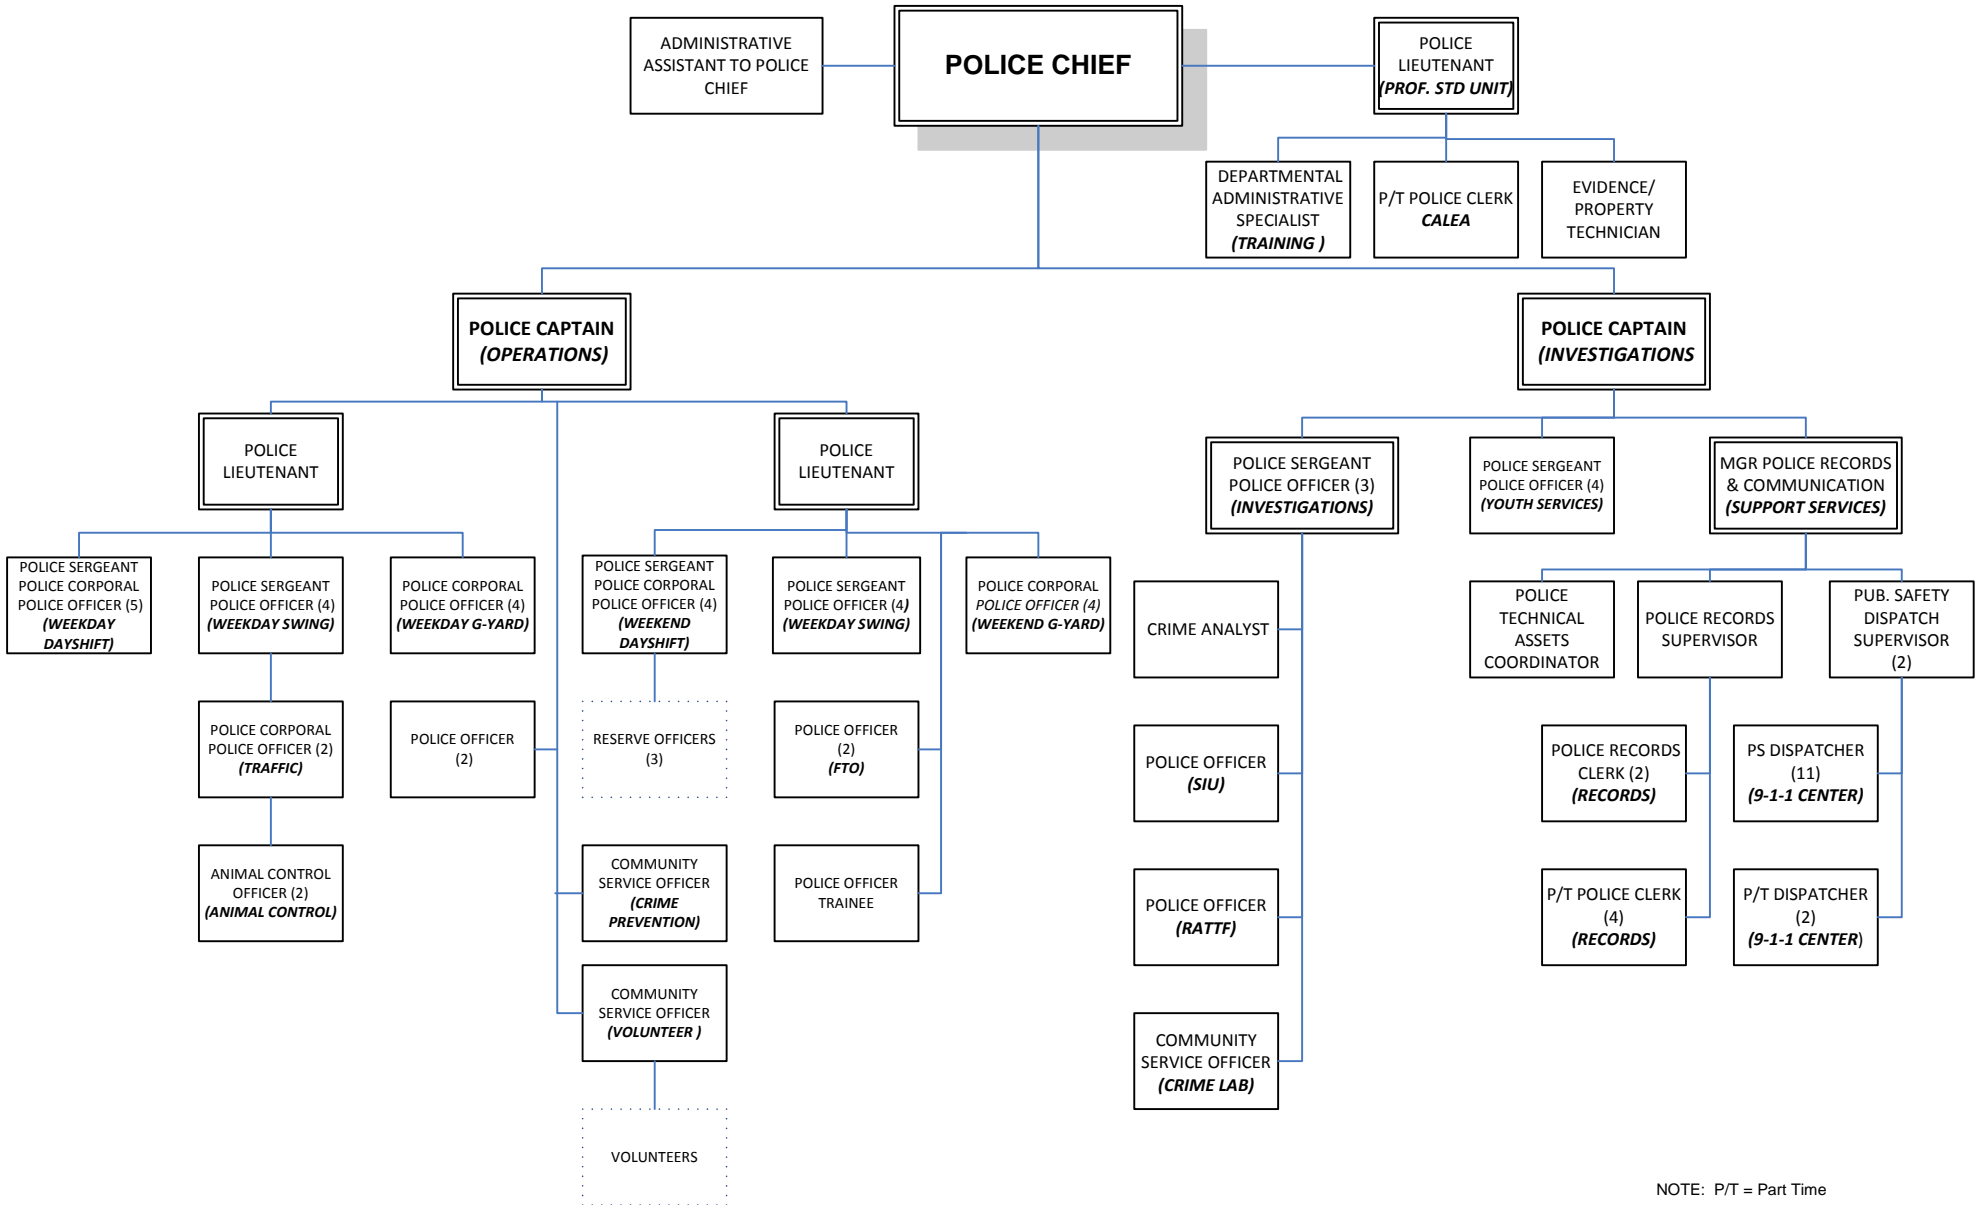 ADMINISTRATIVE
ASSISTANT TO POLICE
CHIEF
POLICE CHIEF
POLICE
LIEUTENANT
(PROF. STD UNIT)
DEPARTMENTAL
ADMINISTRATIVE
SPECIALIST
(TRAINING )
P/T POLICE CLERK
CALEA
EVIDENCE/
PROPERTY
TECHNICIAN
POLICE CAPTAIN
(OPERATIONS)
POLICE CAPTAIN
(INVESTIGATIONS
POLICE
LIEUTENANT
POLICE
LIEUTENANT
POLICE SERGEANT
POLICE OFFICER (3)
(INVESTIGATIONS)
POLICE SERGEANT
POLICE OFFICER (4)
(YOUTH SERVICES)
MGR POLICE RECORDS
& COMMUNICATION
(SUPPORT SERVICES)
POLICE SERGEANT
POLICE CORPORAL
POLICE OFFICER (5)
(WEEKDAY
DAYSHIFT)
POLICE SERGEANT
POLICE OFFICER (4)
(WEEKDAY SWING)
POLICE CORPORAL
POLICE OFFICER (4)
(WEEKDAY G-YARD)
POLICE SERGEANT
POLICE CORPORAL
POLICE OFFICER (4)
(WEEKEND
DAYSHIFT)
POLICE SERGEANT
POLICE OFFICER (4)
(WEEKDAY SWING)
POLICE CORPORAL
POLICE OFFICER (4)
(WEEKEND G-YARD)
CRIME ANALYST
POLICE
TECHNICAL
ASSETS
COORDINATOR
POLICE RECORDS
SUPERVISOR
PUB. SAFETY
DISPATCH
SUPERVISOR
(2)
POLICE CORPORAL
POLICE OFFICER (2)
(TRAFFIC)
POLICE OFFICER
(2)
RESERVE OFFICERS
(3)
POLICE OFFICER
(2)
(FTO)
POLICE OFFICER
(SIU)
POLICE RECORDS
CLERK (2)
(RECORDS)
PS DISPATCHER
(11)
(9-1-1 CENTER)
ANIMAL CONTROL
OFFICER (2)
(ANIMAL CONTROL)
COMMUNITY
SERVICE OFFICER
(CRIME
PREVENTION)
POLICE OFFICER
TRAINEE
POLICE OFFICER
(RATTF)
P/T POLICE CLERK
(4)
(RECORDS)
P/T DISPATCHER
(2)
(9-1-1 CENTER)
COMMUNITY
SERVICE OFFICER
(VOLUNTEER )
COMMUNITY
SERVICE OFFICER
(CRIME LAB)
VOLUNTEERS
NOTE: P/T = Part Time